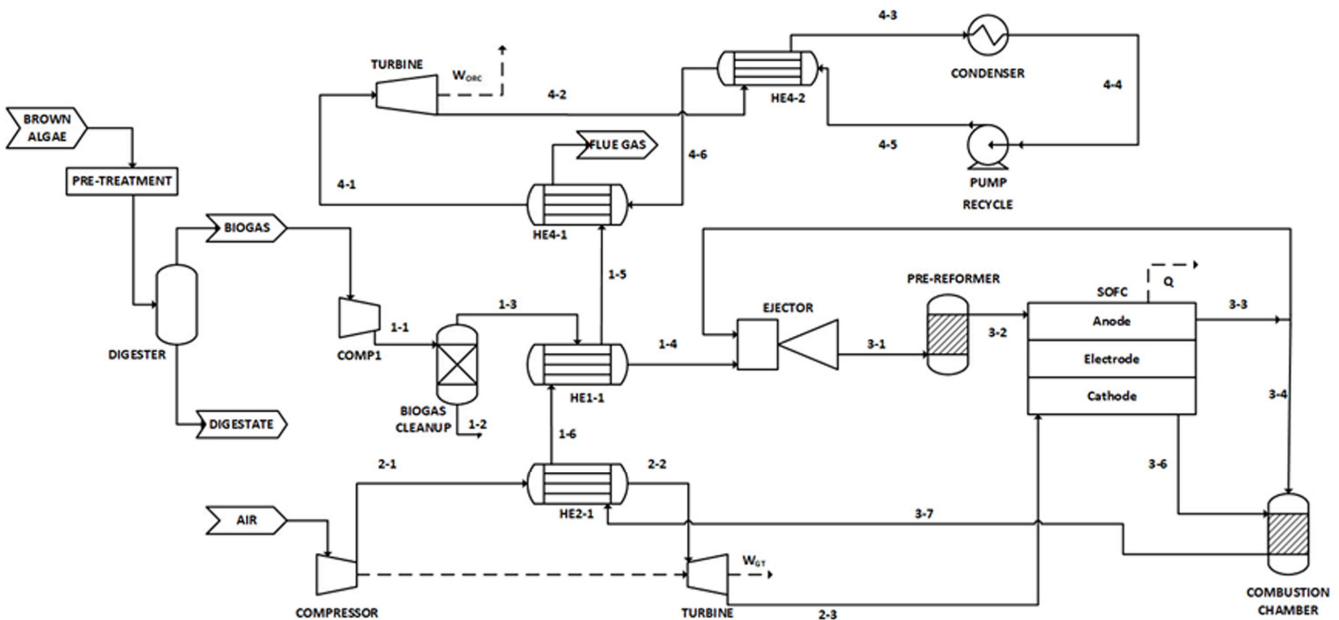 4-3
TURBINE
W_ORC
CONDENSER
4-4
HE4-2
4-2
BROWN
ALGAE
4-5
FLUE GAS
4-6
PUMP
RECYCLE
PRE-TREATMENT
4-1
BIOGAS
HE4-1
1-5
PRE-REFORMER
Q
SOFC
1-3
EJECTOR
3-3
Anode
1-1
3-2
DIGESTER
COMP1
1-4
3-1
Electrode
HE1-1
Cathode
3-4
BIOGAS
CLEANUP
1-2
DIGESTATE
1-6
2-1
2-2
3-6
HE2-1
AIR
3-7
W_GT
COMPRESSOR
TURBINE
2-3
COMBUSTION
CHAMBER